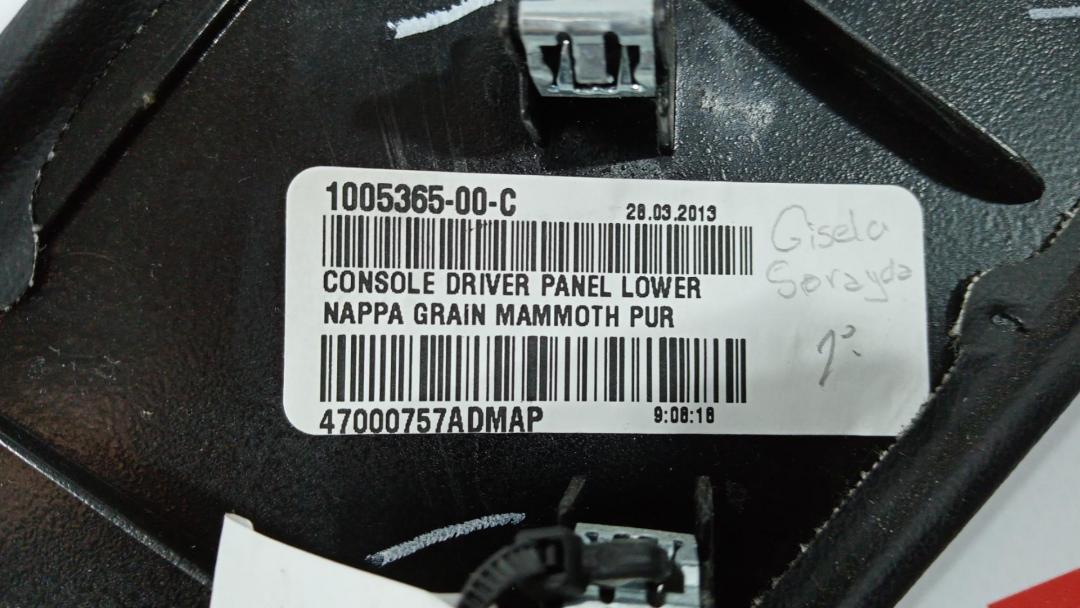 1005365-00-C 28.03.2013
CONSOLE DRIVER PANEL LOWER
NAPPA GRAIN MAMMOTH PUR
47000757ADMAP 9:08:18
Gisela
Sorayda